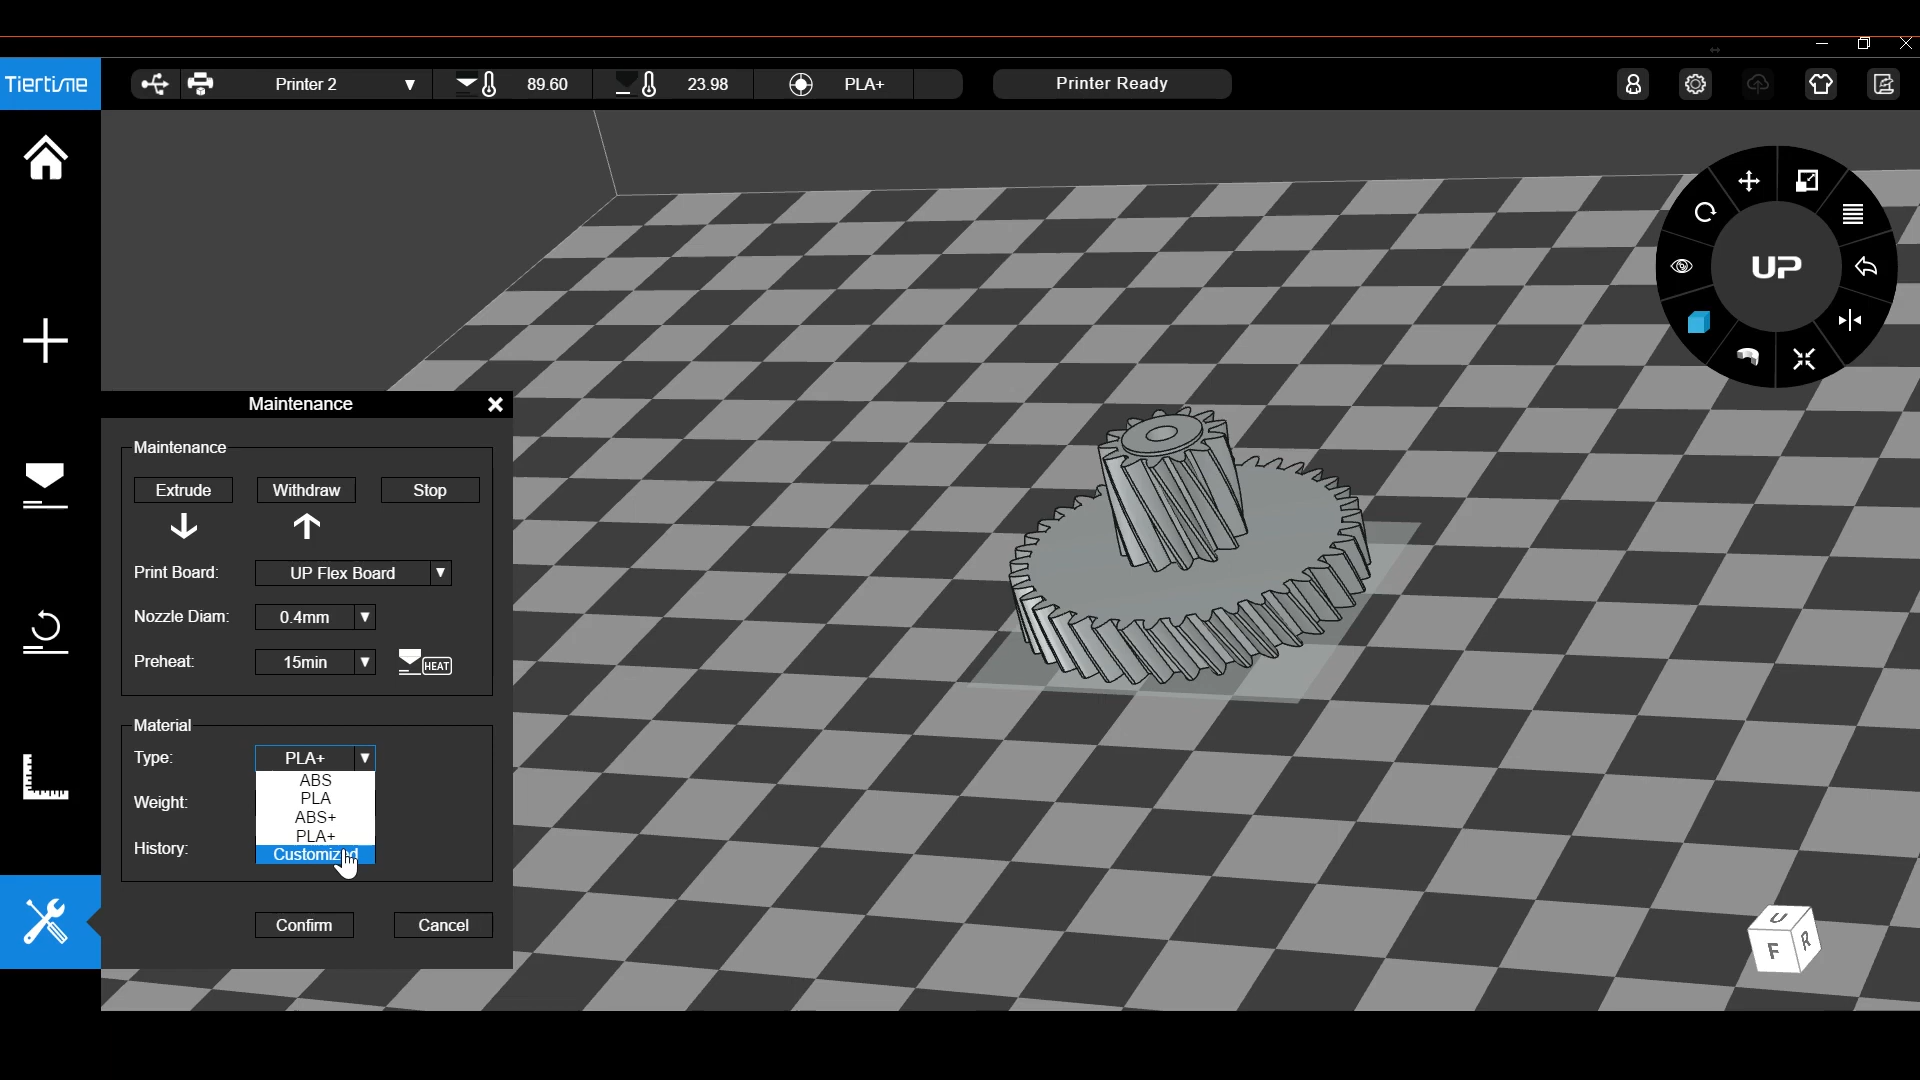 Tiertime
Printer 2
89.60
23.98
PLA+
Printer Ready
UP
Maintenance
Maintenance
Extrude Withdraw Stop
Print Board: UP Flex Board
Nozzle Diam: 0.4mm
Preheat: 15min HEAT
Material
Type: PLA+
ABS
PLA
Weight:
ABS+
PLA+
History:
Customized
Confirm Cancel
U
F R